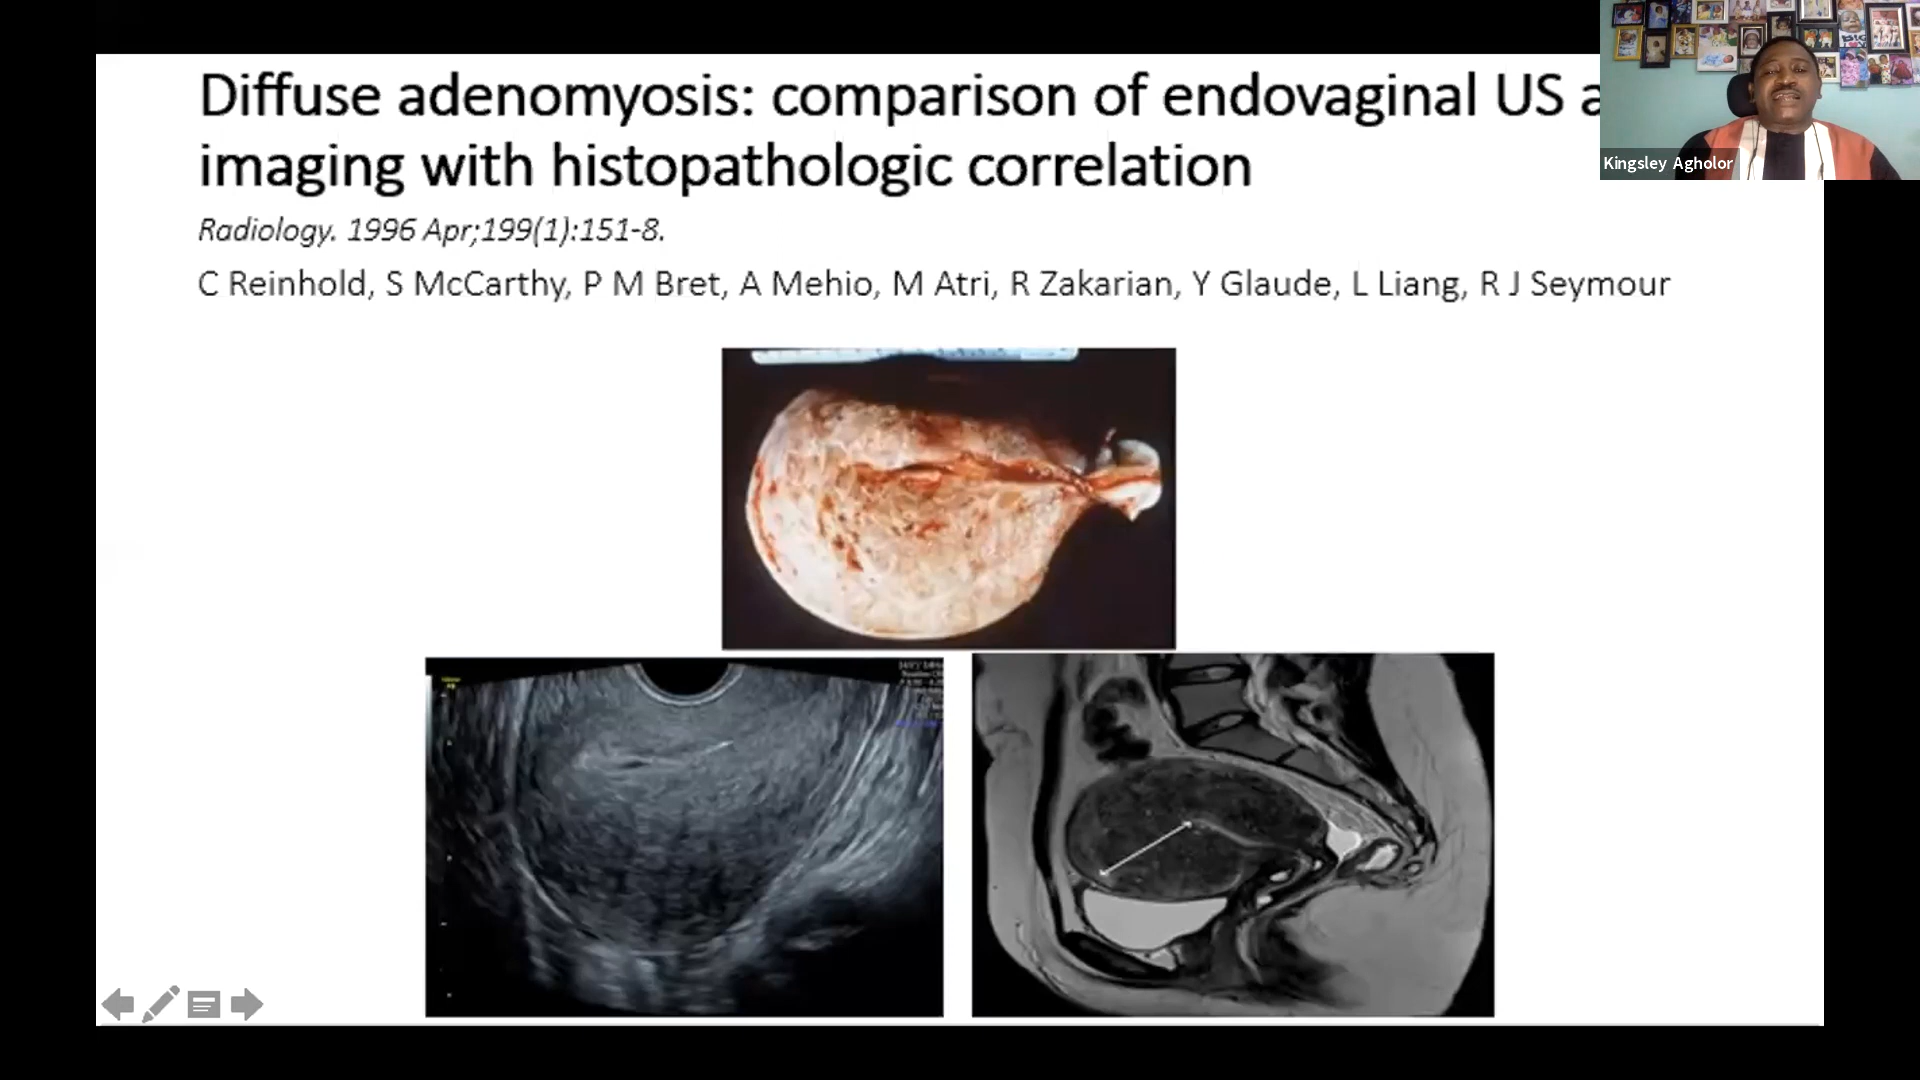 Diffuse adenomyosis: comparison of endovaginal US a
imaging with histopathologic correlation
Radiology. 1996 Apr;199(1):151-8.
C Reinhold, S McCarthy, P M Bret, A Mehio, M Atri, R Zakarian, Y Glaude, L Liang, R J Seymour
Kingsley Agholor